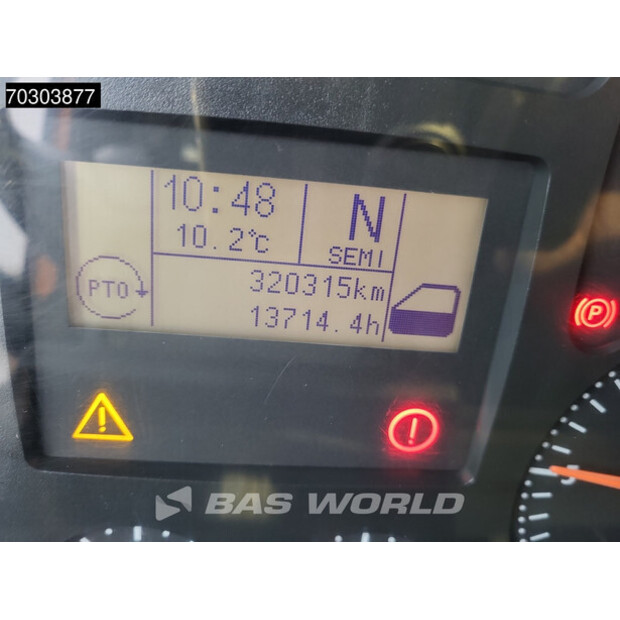 70303877
10:48
10.2°c
N
SEMI
PTO
320315km
13714.4h
P
BAS WORLD